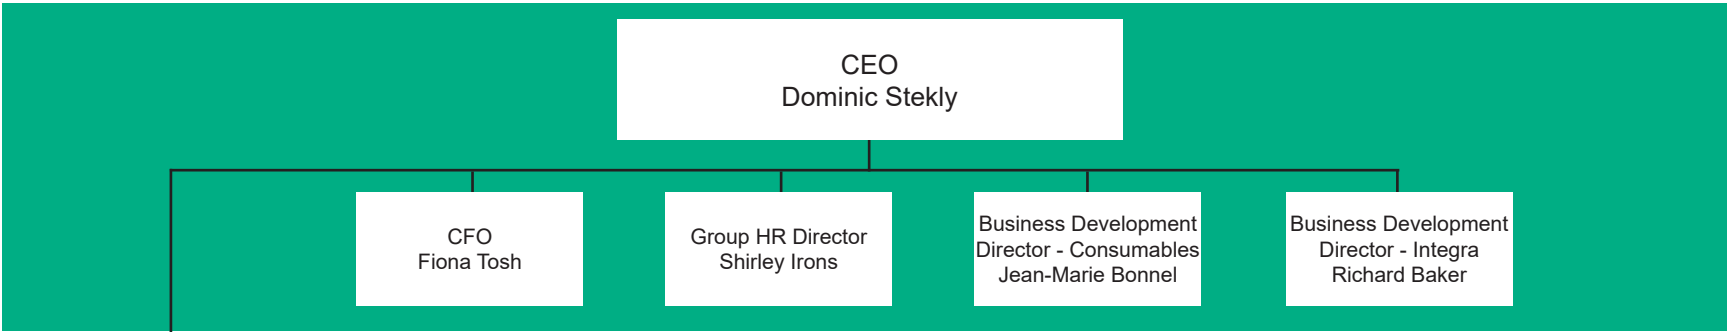 CEO
Dominic Stekly
CFO
Fiona Tosh
Group HR Director
Shirley Irons
Business Development
Director - Consumables
Jean-Marie Bonnel
Business Development
Director - Integra
Richard Baker